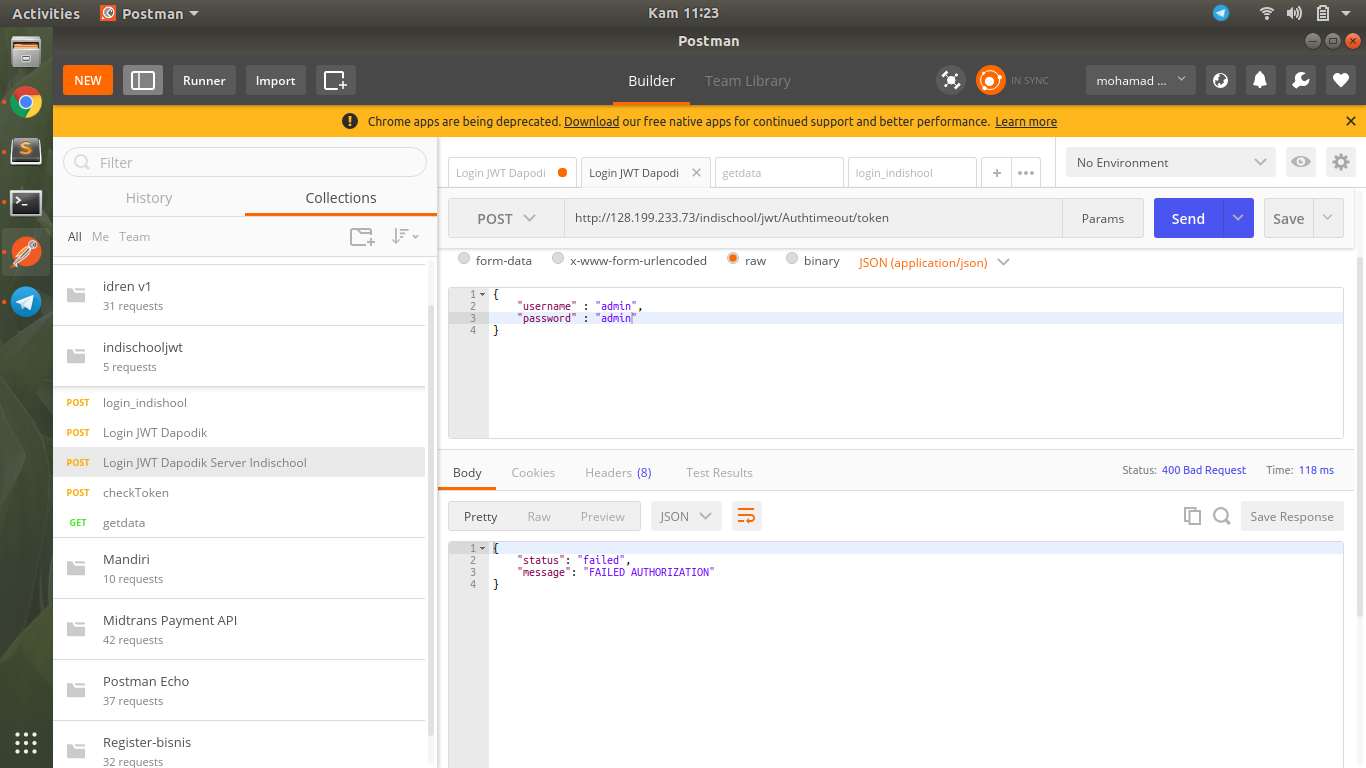 Activities Postman Kam 11:23
Postman
NEW Runner Import Builder Team Library IN SYNC mohamad ...
Chrome apps are being deprecated. Download our free native apps for continued support and better performance. Learn more
Filter
History Collections
All Me Team
idren v1
31 requests
indischooljwt
5 requests
POST login_indishool
POST Login JWT Dapodik
POST Login JWT Dapodik Server Indischool
POST checkToken
GET getdata
Mandiri
10 requests
Midtrans Payment API
42 requests
Postman Echo
37 requests
Register-bisnis
32 requests
Login JWT Dapodi Login JWT Dapodi getdata login_indishool + ••• No Environment
POST http://128.199.233.73/indischool/jwt/Authtimeout/token Params Send Save
form-data x-www-form-urlencoded raw binary JSON (application/json)
1 {
2 "username" : "admin",
3 "password" : "admin"
4 }
Body Cookies Headers (8) Test Results Status: 400 Bad Request Time: 118 ms
Pretty Raw Preview JSON Save Response
1 {
2 "status": "failed",
3 "message": "FAILED AUTHORIZATION"
4 }